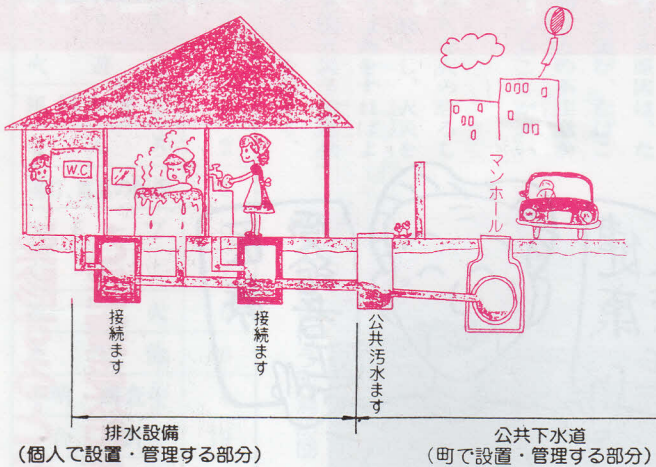 W.C
マンホール
接続ます
接続ます
公共汚水ます
排水設備
(個人で設置・管理する部分)
公共下水道
(町で設置・管理する部分)